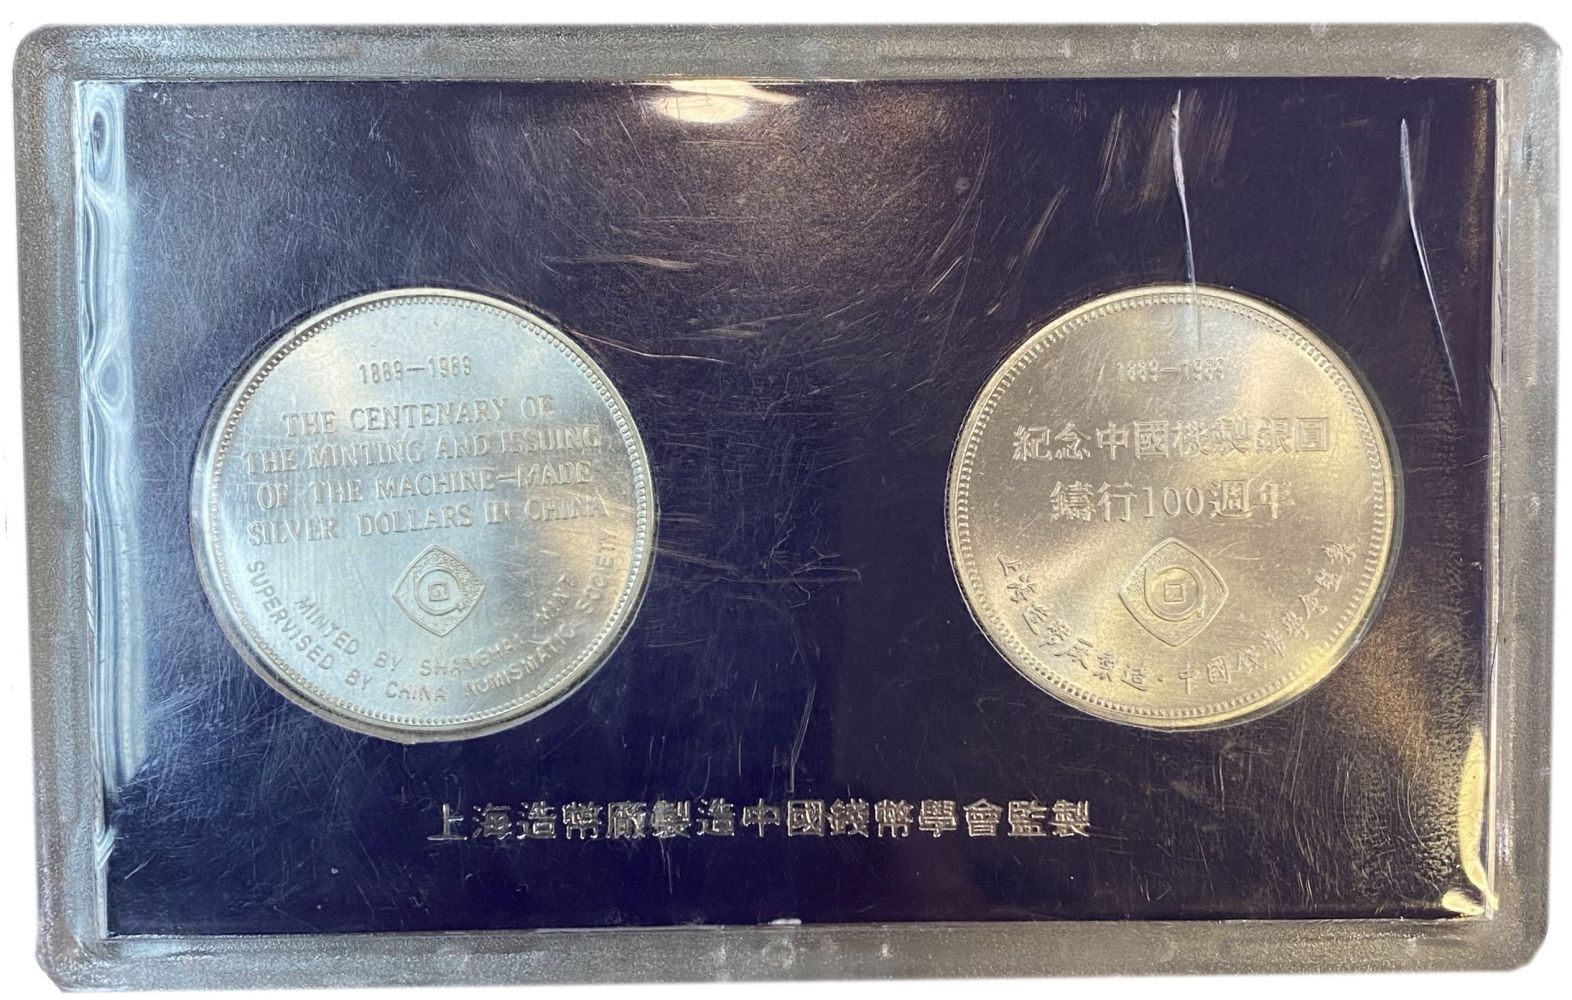 1889—1989
THE CENTENARY OF
THE MINTING AND ISSUING
OF THE MACHINE—MADE
SILVER DOLLARS IN CHINA
MINTED BY SHANGHAI MINT
SUPERVISED BY CHINA NUMISMATIC SOCIETY
1889—1989
紀念中國機製銀圓
鑄行100週年
上海造幣厰製造·中國錢幣學會監製
上海造幣廠製造中國錢幣學會監製